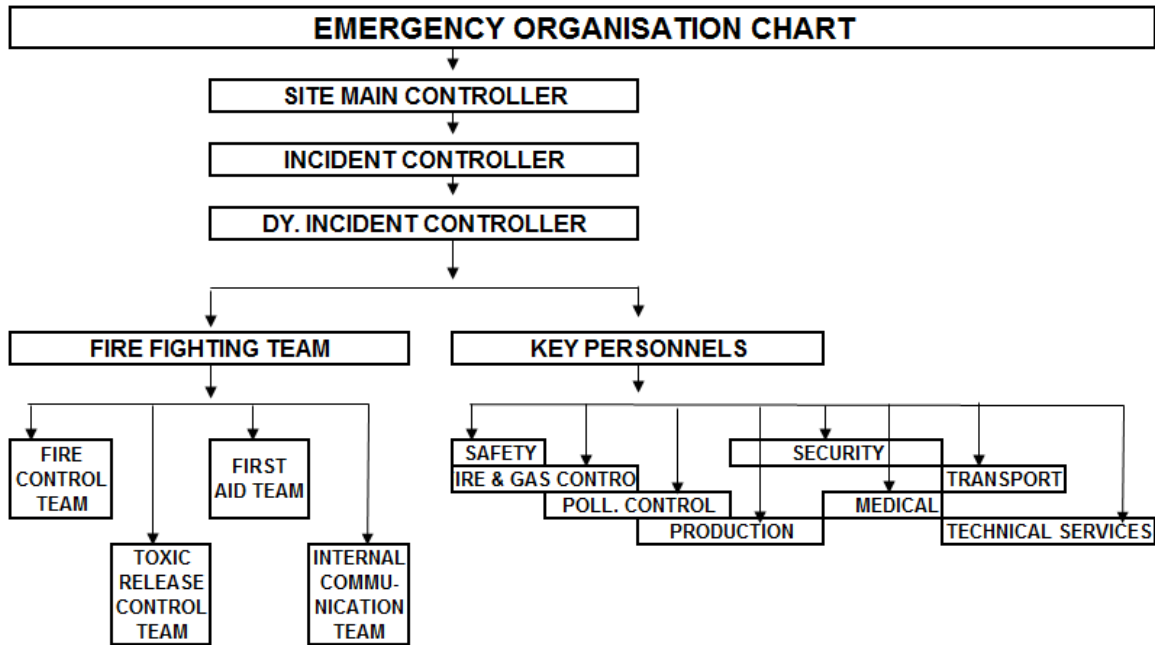 EMERGENCY ORGANISATION CHART
SITE MAIN CONTROLLER
INCIDENT CONTROLLER
DY. INCIDENT CONTROLLER
FIRE FIGHTING TEAM
KEY PERSONNELS
FIRE
CONTROL
TEAM
FIRST
AID TEAM
TOXIC
RELEASE
CONTROL
TEAM
INTERNAL
COMMU-
NICATION
TEAM
SAFETY
SECURITY
IRE & GAS CONTRO
TRANSPORT
POLL. CONTROL
MEDICAL
PRODUCTION
TECHNICAL SERVICES